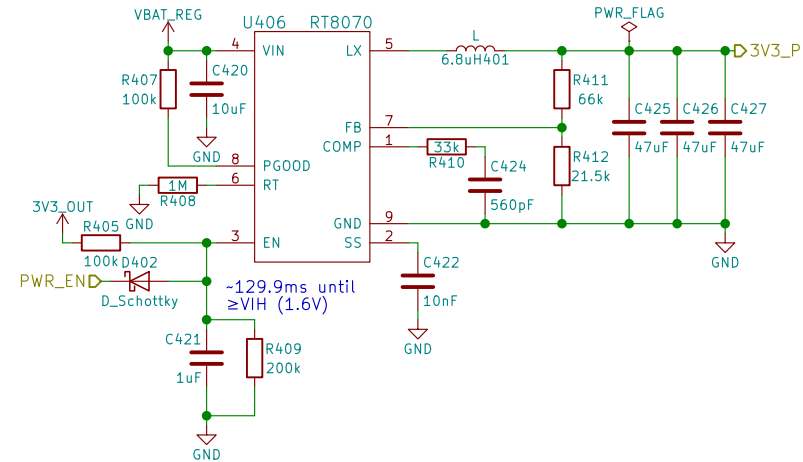 VBAT_REG
PWR_FLAG
U406 RT8070
4 VIN
LX 5
L
6.8uH401
3V3_P
R407
100k
C420
10uF
GND
R411
66k
C425
47uF
C426
47uF
C427
47uF
FB 7
COMP 1
33k
R410
8 PGOOD
6 RT
1M
R408
GND
C424
560pF
R412
21.5k
3V3_OUT
R405
100k
GND 9
3 EN
SS 2
GND
PWR_EN
D402
D_Schottky
~129.9ms until
≥VIH (1.6V)
C422
10nF
GND
C421
1uF
R409
200k
GND